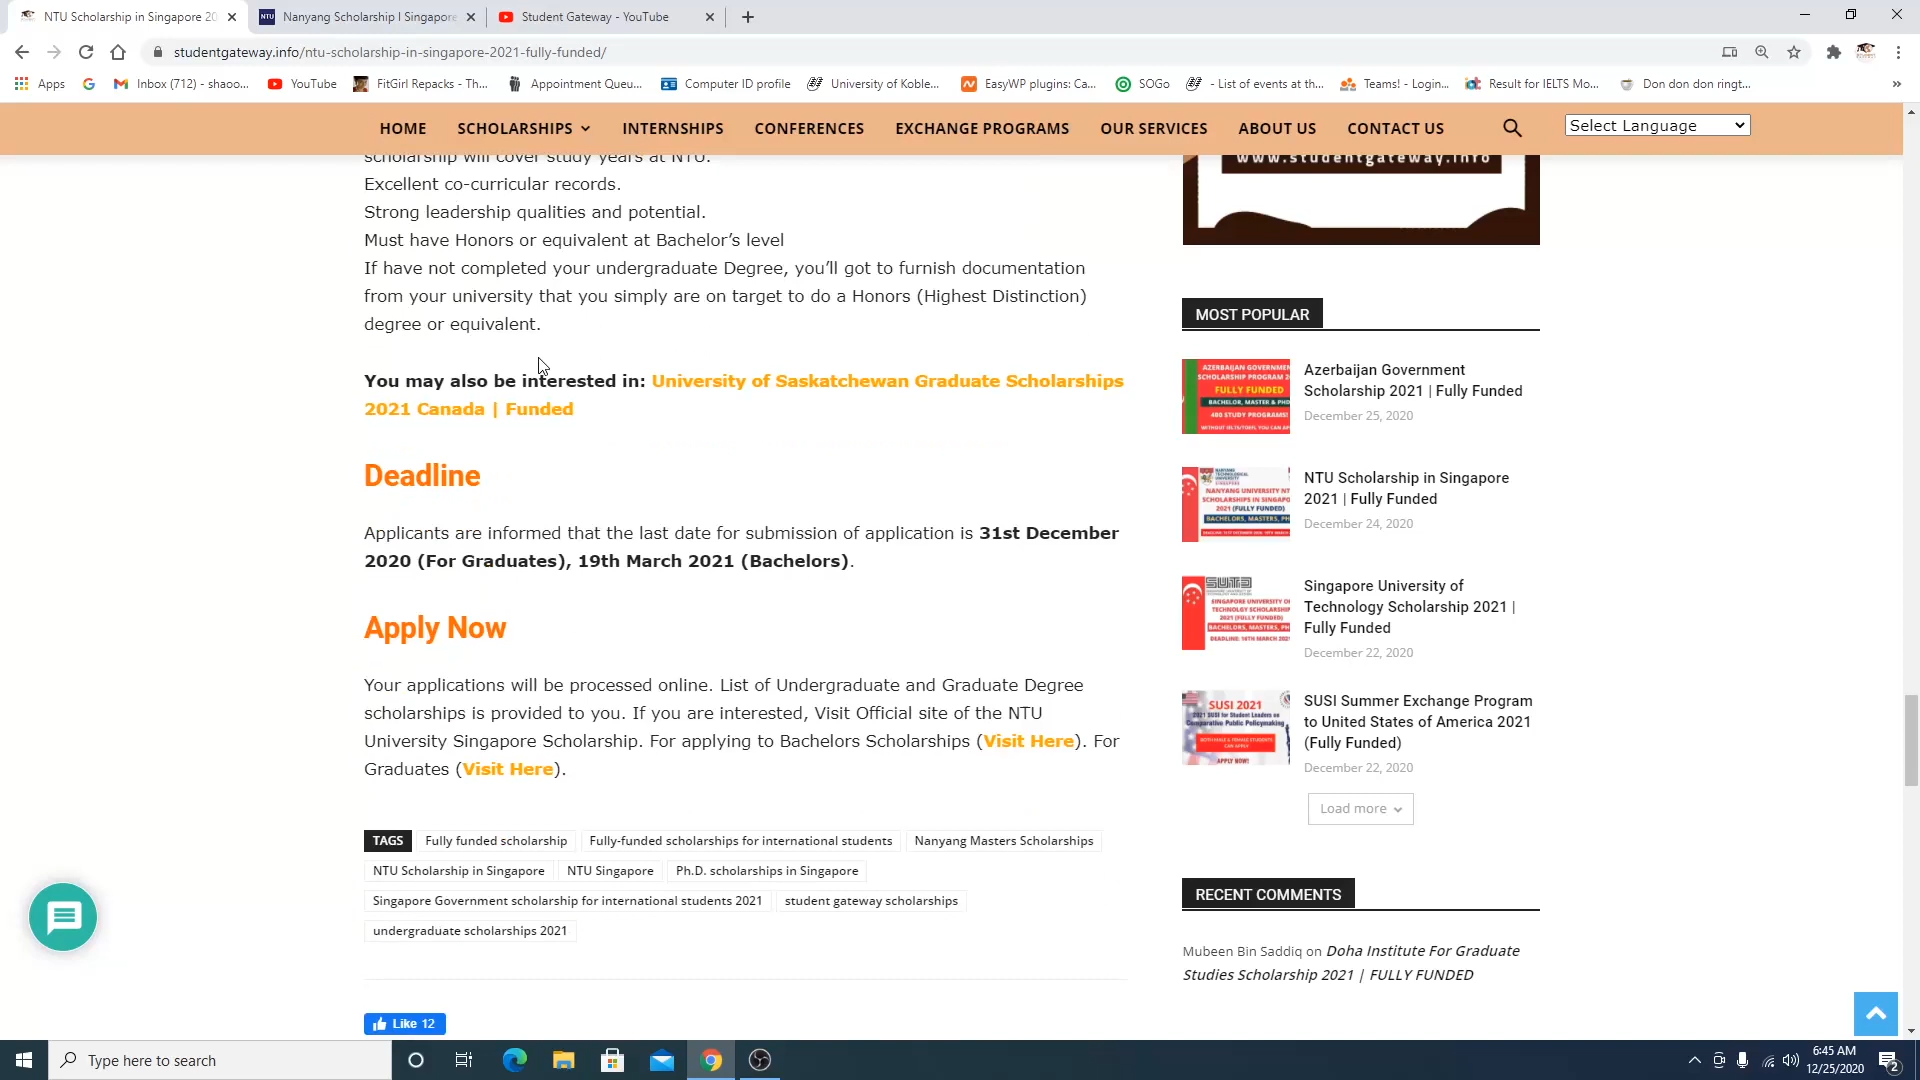 NTU Scholarship in Singapore 20
Nanyang Scholarship I Singapore
Student Gateway - YouTube
studentgateway.info/ntu-scholarship-in-singapore-2021-fully-funded/
Apps
Inbox (712) - shaoo...
YouTube
FitGirl Repacks - Th...
Appointment Queu...
Computer ID profile
University of Koble...
EasyWP plugins: Ca...
SOGo
- List of events at th...
Teams! - Login...
Result for IELTS Mo...
Don don don ringt...
HOME SCHOLARSHIPS INTERNSHIPS CONFERENCES EXCHANGE PROGRAMS OUR SERVICES ABOUT US CONTACT US
Select Language
scholarship will cover study years at NTU.
Excellent co-curricular records.
Strong leadership qualities and potential.
Must have Honors or equivalent at Bachelor's level
If have not completed your undergraduate Degree, you'll got to furnish documentation
from your university that you simply are on target to do a Honors (Highest Distinction)
degree or equivalent.
You may also be interested in: University of Saskatchewan Graduate Scholarships
2021 Canada | Funded
Deadline
Applicants are informed that the last date for submission of application is 31st December
2020 (For Graduates), 19th March 2021 (Bachelors).
Apply Now
Your applications will be processed online. List of Undergraduate and Graduate Degree
scholarships is provided to you. If you are interested, Visit Official site of the NTU
University Singapore Scholarship. For applying to Bachelors Scholarships (Visit Here). For
Graduates (Visit Here).
TAGS Fully funded scholarship Fully-funded scholarships for international students Nanyang Masters Scholarships
NTU Scholarship in Singapore NTU Singapore Ph.D. scholarships in Singapore
Singapore Government scholarship for international students 2021 student gateway scholarships
undergraduate scholarships 2021
Like 12
www.studentgateway.info
MOST POPULAR
AZERBAIJAN GOVERNMEN
SCHOLARSHIP PROGRAM 2
FULLY FUNDED
BACHELOR, MASTER & PHD
400 STUDY PROGRAMS!
WITHOUT IELTS/TOEFL YOU CAN AP
Azerbaijan Government
Scholarship 2021 | Fully Funded
December 25, 2020
NANYANG UNIVERSITY NT
SCHOLARSHIPS IN SINGAPO
2021 (FULLY FUNDED)
BACHELORS, MASTERS, PH
NTU Scholarship in Singapore
2021 | Fully Funded
December 24, 2020
SUTD
SINGAPORE UNIVERSITY O
TECHNOLGY SCHOLARSHIP
2021 (FULLY FUNDED)
BACHELORS, MASTERS, PH
DEADLINE: 16TH MARCH 202
Singapore University of
Technology Scholarship 2021 |
Fully Funded
December 22, 2020
SUSI 2021
2021 SUSI for Student Leaders on
Comparative Public Policymaking
APPLY NOW!
SUSI Summer Exchange Program
to United States of America 2021
(Fully Funded)
December 22, 2020
Load more
RECENT COMMENTS
Mubeen Bin Saddiq on Doha Institute For Graduate
Studies Scholarship 2021 | FULLY FUNDED
Type here to search
6:45 AM
12/25/2020
2